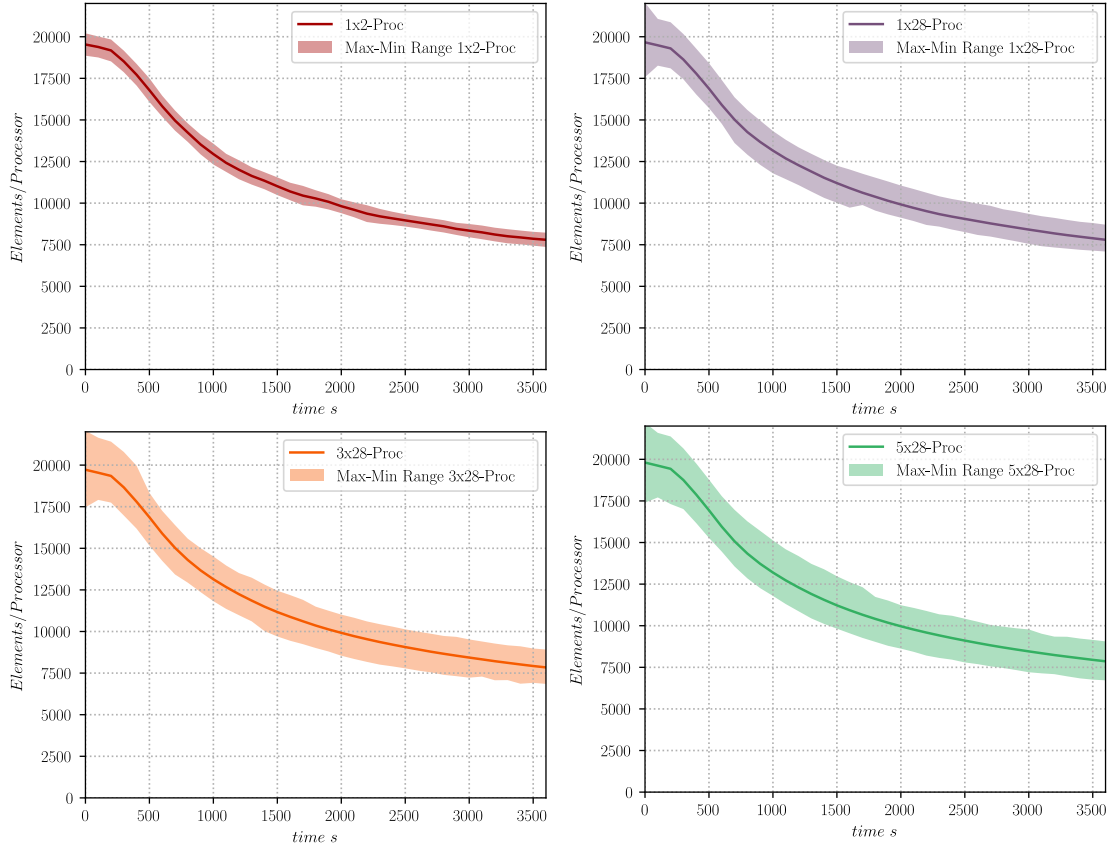 1x2-Proc
Max-Min Range 1x2-Proc
20000
17500
15000
12500
10000
7500
5000
2500
0
Elements/Processor
0 500 1000 1500 2000 2500 3000 3500
time s
1x28-Proc
Max-Min Range 1x28-Proc
20000
17500
15000
12500
10000
7500
5000
2500
0
Elements/Processor
0 500 1000 1500 2000 2500 3000 3500
time s
3x28-Proc
Max-Min Range 3x28-Proc
20000
17500
15000
12500
10000
7500
5000
2500
0
Elements/Processor
0 500 1000 1500 2000 2500 3000 3500
time s
5x28-Proc
Max-Min Range 5x28-Proc
20000
17500
15000
12500
10000
7500
5000
2500
0
Elements/Processor
0 500 1000 1500 2000 2500 3000 3500
time s